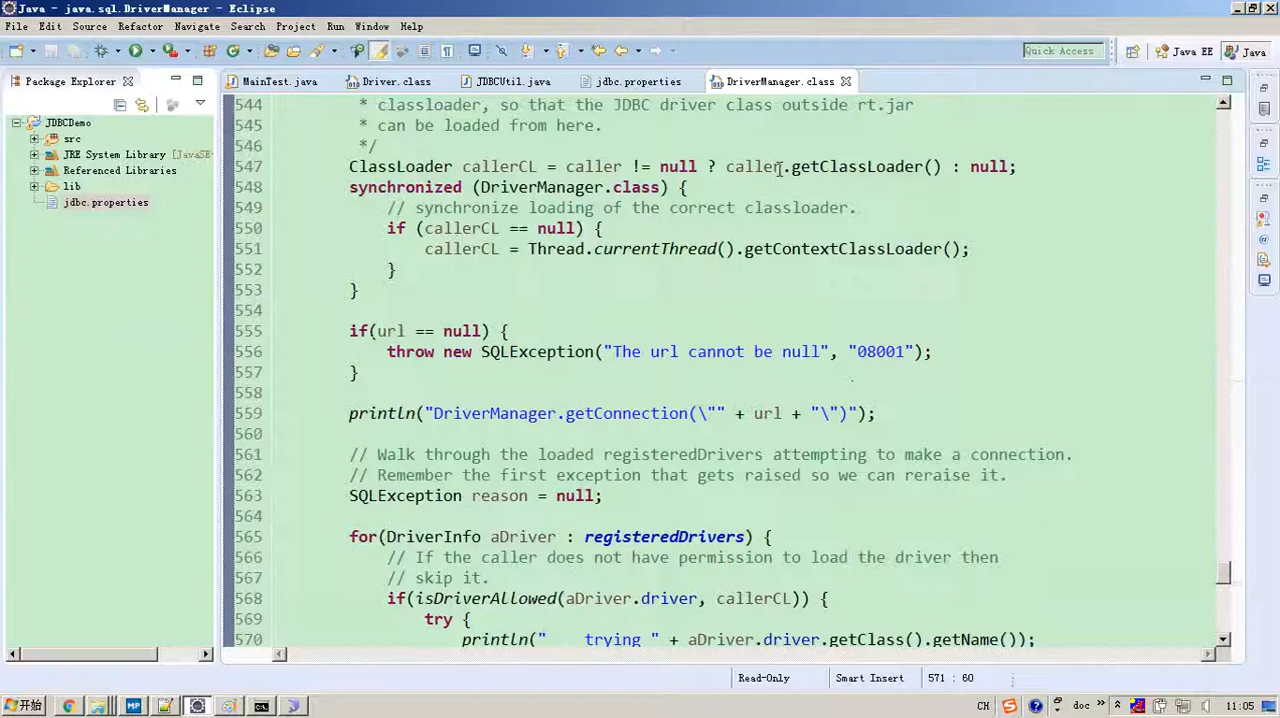 Java - java.sql.DriverManager - Eclipse
File Edit Source Refactor Navigate Search Project Run Window Help
Quick Access Java EE Java
Package Explorer MainTest.java Driver.class JDBCUtil.java jdbc.properties DriverManager.class
JDBCDemo
src
JRE System Library [JavaSE-
Referenced Libraries
lib
jdbc.properties
544 * classloader, so that the JDBC driver class outside rt.jar
545 * can be loaded from here.
546 */
547 ClassLoader callerCL = caller != null ? caller.getClassLoader() : null;
548 synchronized (DriverManager.class) {
549 // synchronize loading of the correct classloader.
550 if (callerCL == null) {
551 callerCL = Thread.currentThread().getContextClassLoader();
552 }
553 }
554
555 if(url == null) {
556 throw new SQLException("The url cannot be null", "08001");
557 }
558
559 println("DriverManager.getConnection(\"" + url + "\")");
560
561 // Walk through the loaded registeredDrivers attempting to make a connection.
562 // Remember the first exception that gets raised so we can reraise it.
563 SQLException reason = null;
564
565 for(DriverInfo aDriver : registeredDrivers) {
566 // If the caller does not have permission to load the driver then
567 // skip it.
568 if(isDriverAllowed(aDriver.driver, callerCL)) {
569 try {
570 println("    trying " + aDriver.driver.getClass().getName());
Read-Only Smart Insert 571 : 60
开始 MP CH doc » 11:05